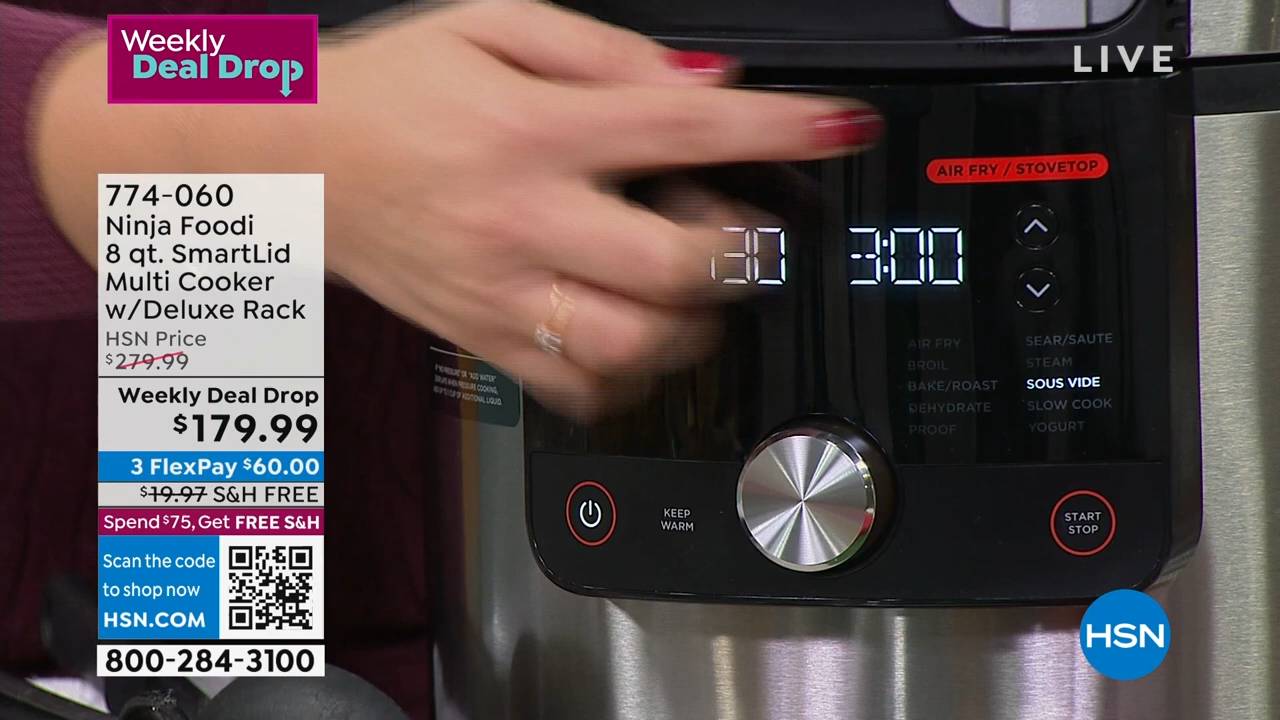 Weekly
Deal Drop
LIVE
774-060
Ninja Foodi
8 qt. SmartLid
Multi Cooker
w/Deluxe Rack
HSN Price
$279.99
Weekly Deal Drop
$179.99
3 FlexPay $60.00
$19.97 S&H FREE
Spend $75, Get FREE S&H
Scan the code
to shop now
HSN.COM
800-284-3100
AIR FRY / STOVETOP
30 3:00
AIR FRY
BROIL
BAKE/ROAST
DEHYDRATE
PROOF
SEAR/SAUTE
STEAM
SOUS VIDE
SLOW COOK
YOGURT
KEEP
WARM
START
STOP
HSN